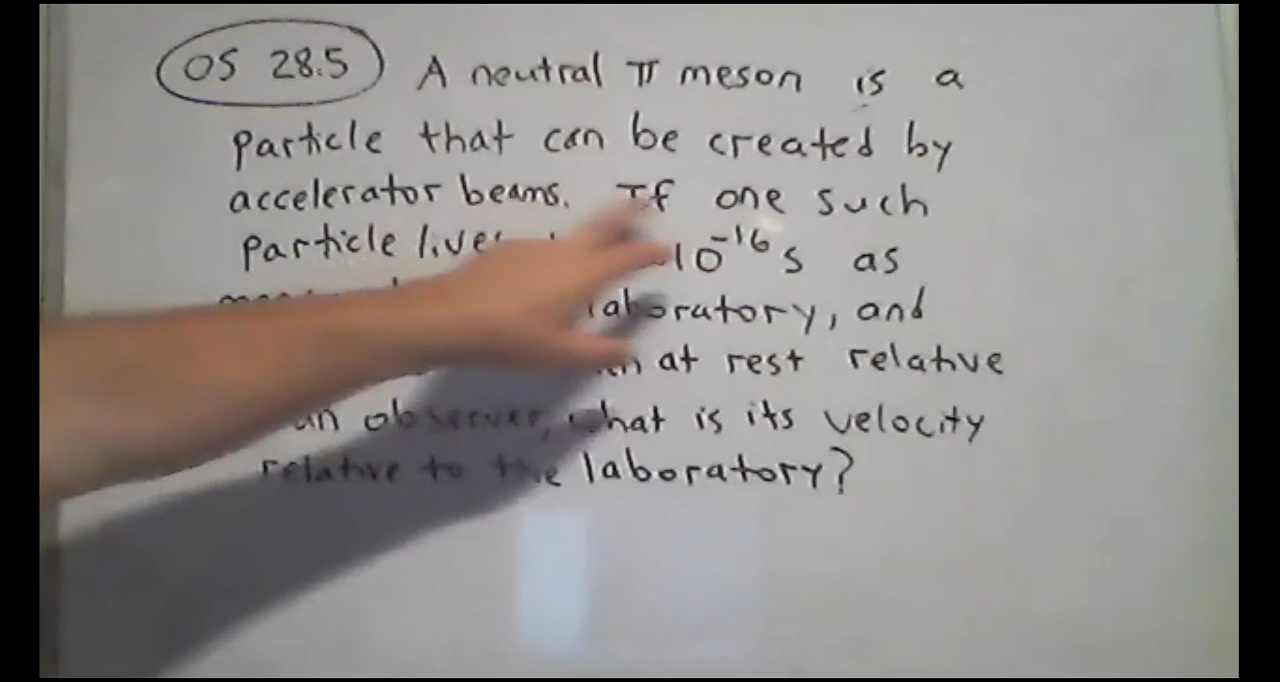 OS 28.5 A neutral π meson is a
particle that can be created by
accelerator beams. If one such
particle 10⁻¹⁶ s as
laboratory, and
at rest relative
an observer, what is its velocity
relative to the laboratory?